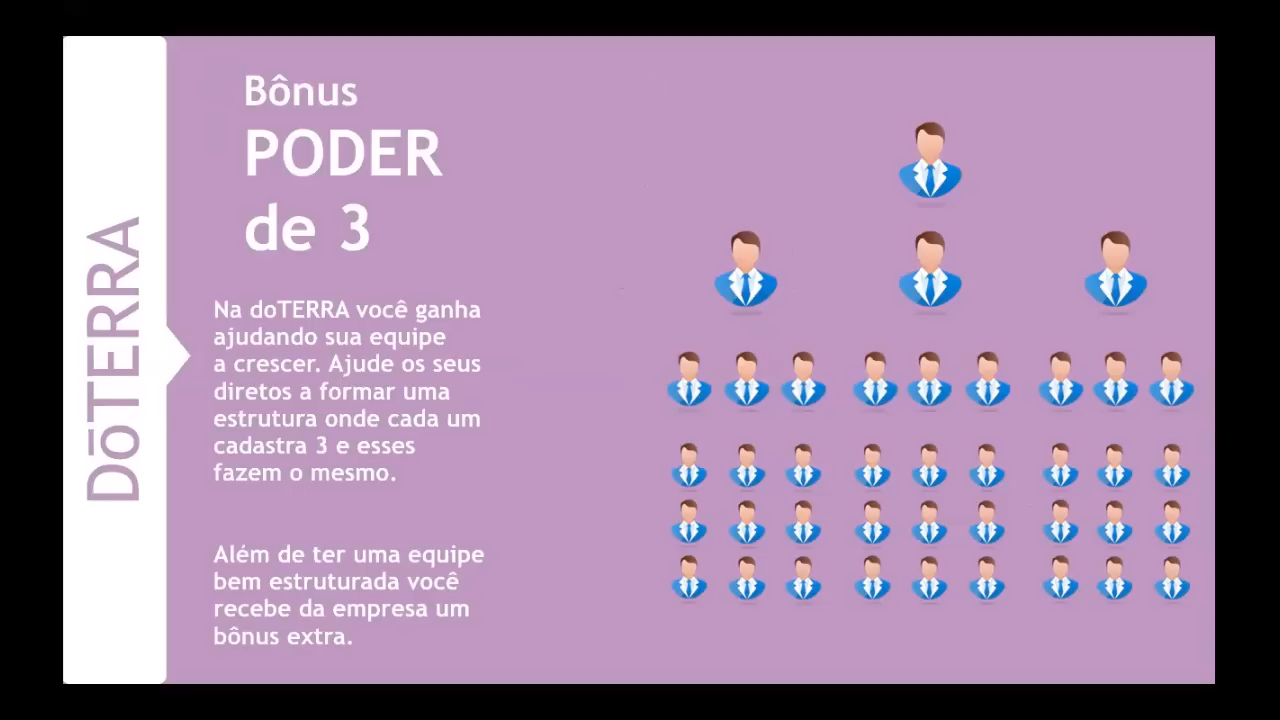 DōTERRA
Bônus
PODER
de 3
Na doTERRA você ganha
ajudando sua equipe
a crescer. Ajude os seus
diretos a formar uma
estrutura onde cada um
cadastra 3 e esses
fazem o mesmo.
Além de ter uma equipe
bem estruturada você
recebe da empresa um
bônus extra.